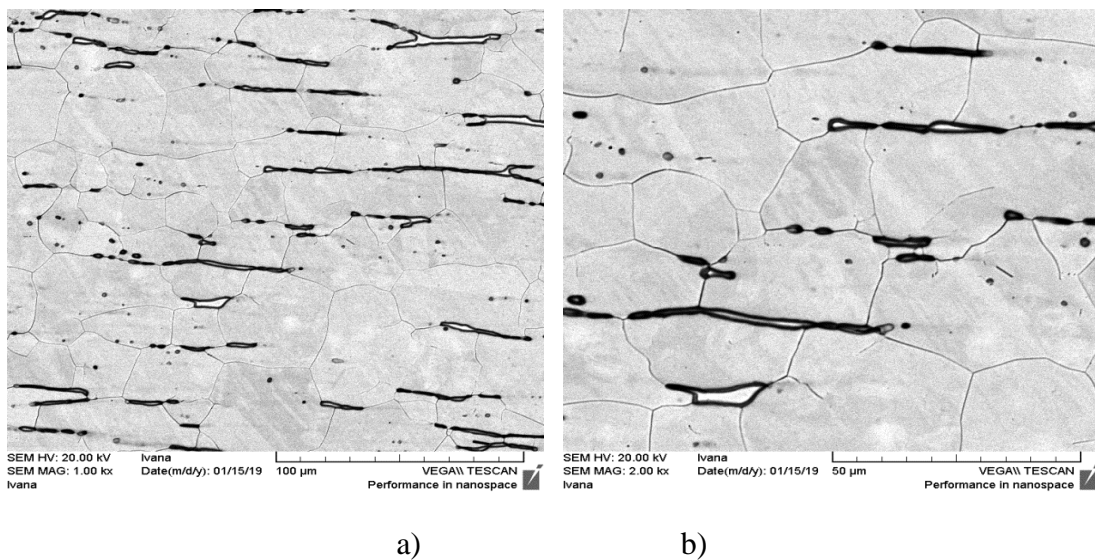 SEM HV: 20.00 kV Ivana
SEM MAG: 1.00 kx Date(m/d/y): 01/15/19 100 µm VEGA\\ TESCAN
Ivana Performance in nanospace
SEM HV: 20.00 kV Ivana
SEM MAG: 2.00 kx Date(m/d/y): 01/15/19 50 µm VEGA\\ TESCAN
Ivana Performance in nanospace
a) b)